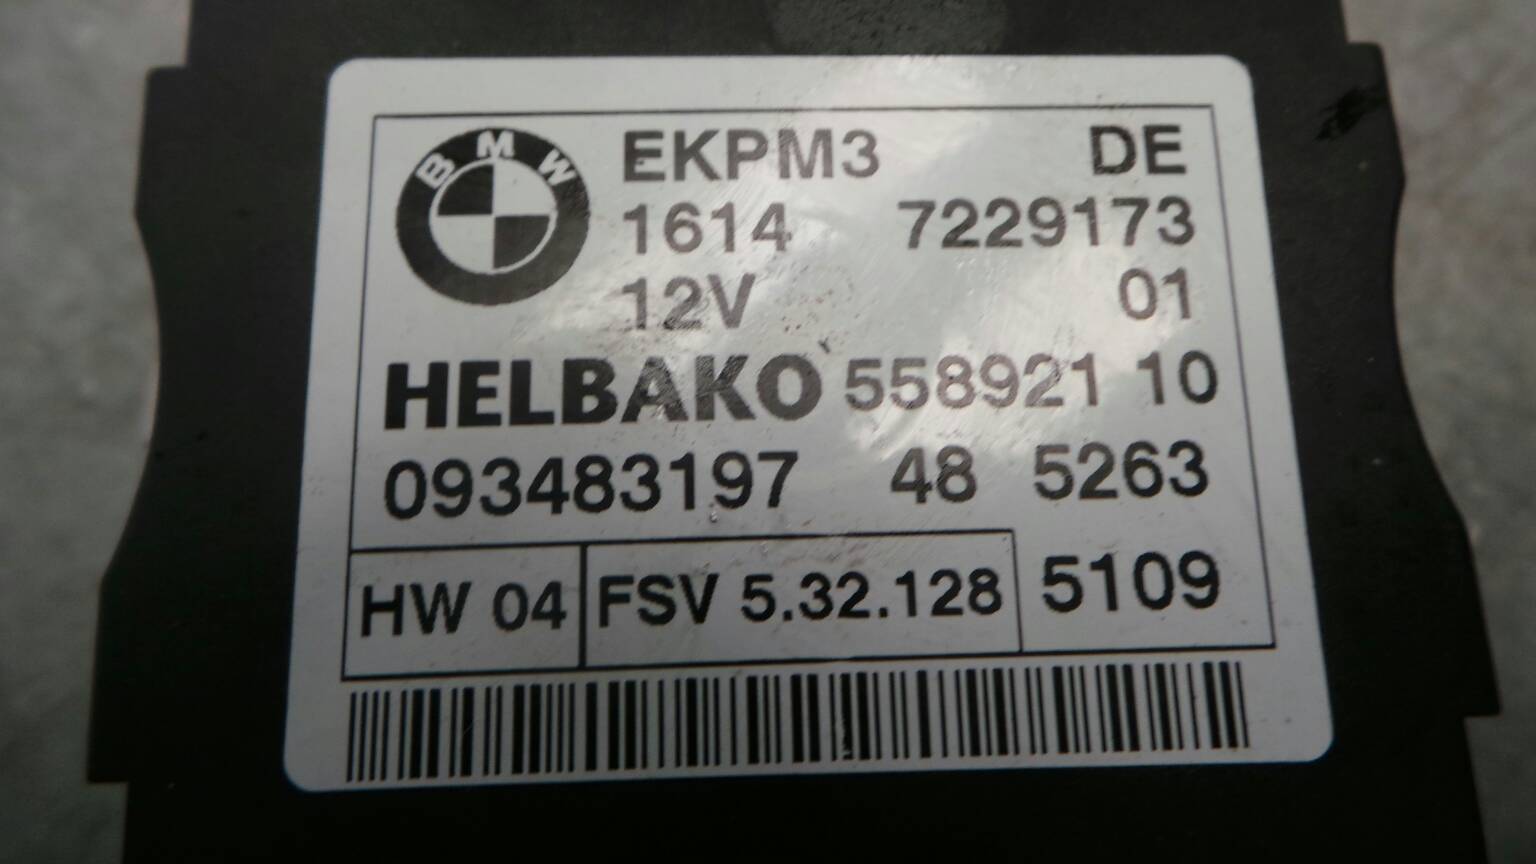 BMW
EKPM3 DE
1614 7229173
12V 01
HELBAKO 558921 10
093483197 48 5263
HW 04 FSV 5.32.128 5109